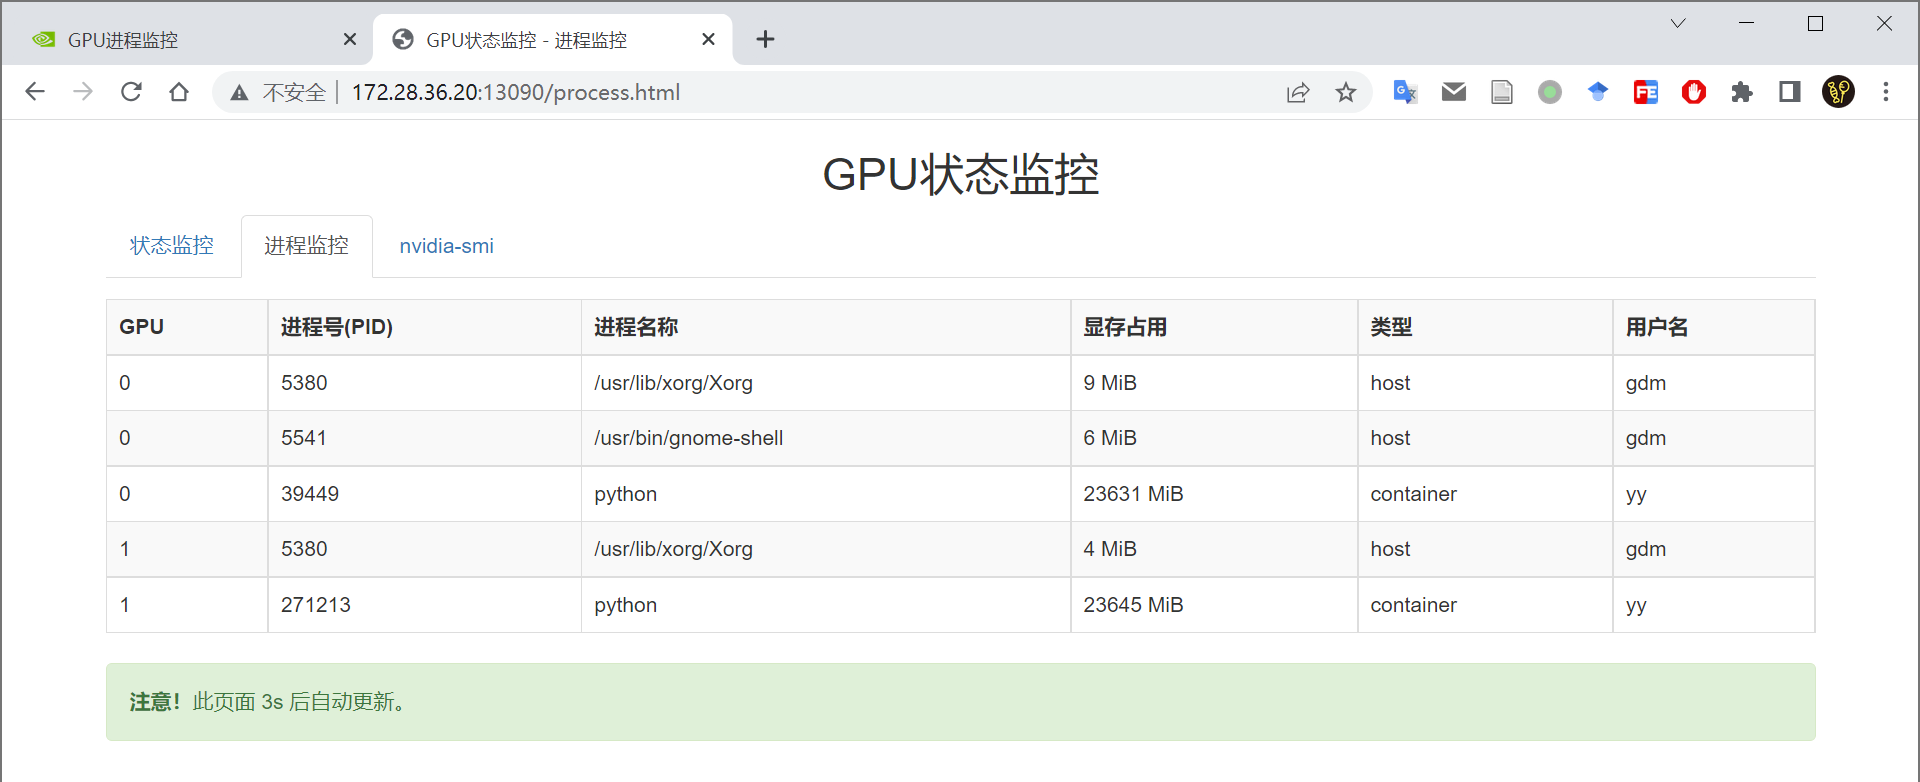 GPU进程监控
GPU状态监控 - 进程监控
不安全 172.28.36.20:13090/process.html
GPU状态监控
状态监控 进程监控 nvidia-smi
GPU 进程号(PID) 进程名称 显存占用 类型 用户名
0 5380 /usr/lib/xorg/Xorg 9 MiB host gdm
0 5541 /usr/bin/gnome-shell 6 MiB host gdm
0 39449 python 23631 MiB container yy
1 5380 /usr/lib/xorg/Xorg 4 MiB host gdm
1 271213 python 23645 MiB container yy
注意！此页面 3s 后自动更新。